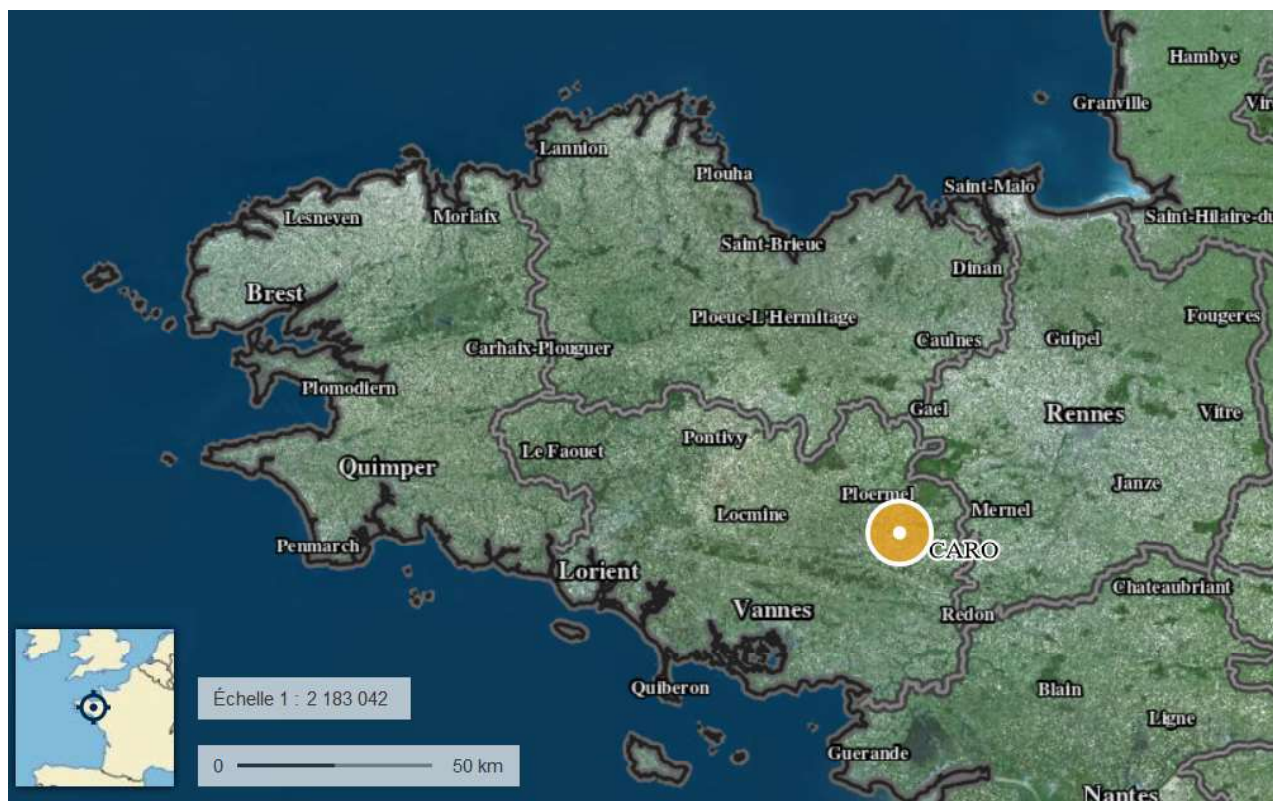 Hambye
Granville
Vire
Lannion
Plouha
Saint-Malo
Lesneven
Morlaix
Saint-Hilaire-du
Saint-Brieuc
Dinan
Brest
Ploeuc-L'Hermitage
Fougeres
Carhaix-Plouguer
Caulnes
Guipel
Plomodiern
Gael
Rennes
Vitre
Le Faouet
Pontivy
Quimper
Ploermel
Janze
Locmine
Mernel
Penmarch
CARO
Lorient
Chateaubriant
Vannes
Redon
Quiberon
Blain
Échelle 1 : 2 183 042
Ligne
Guerande
0 50 km
Nantes